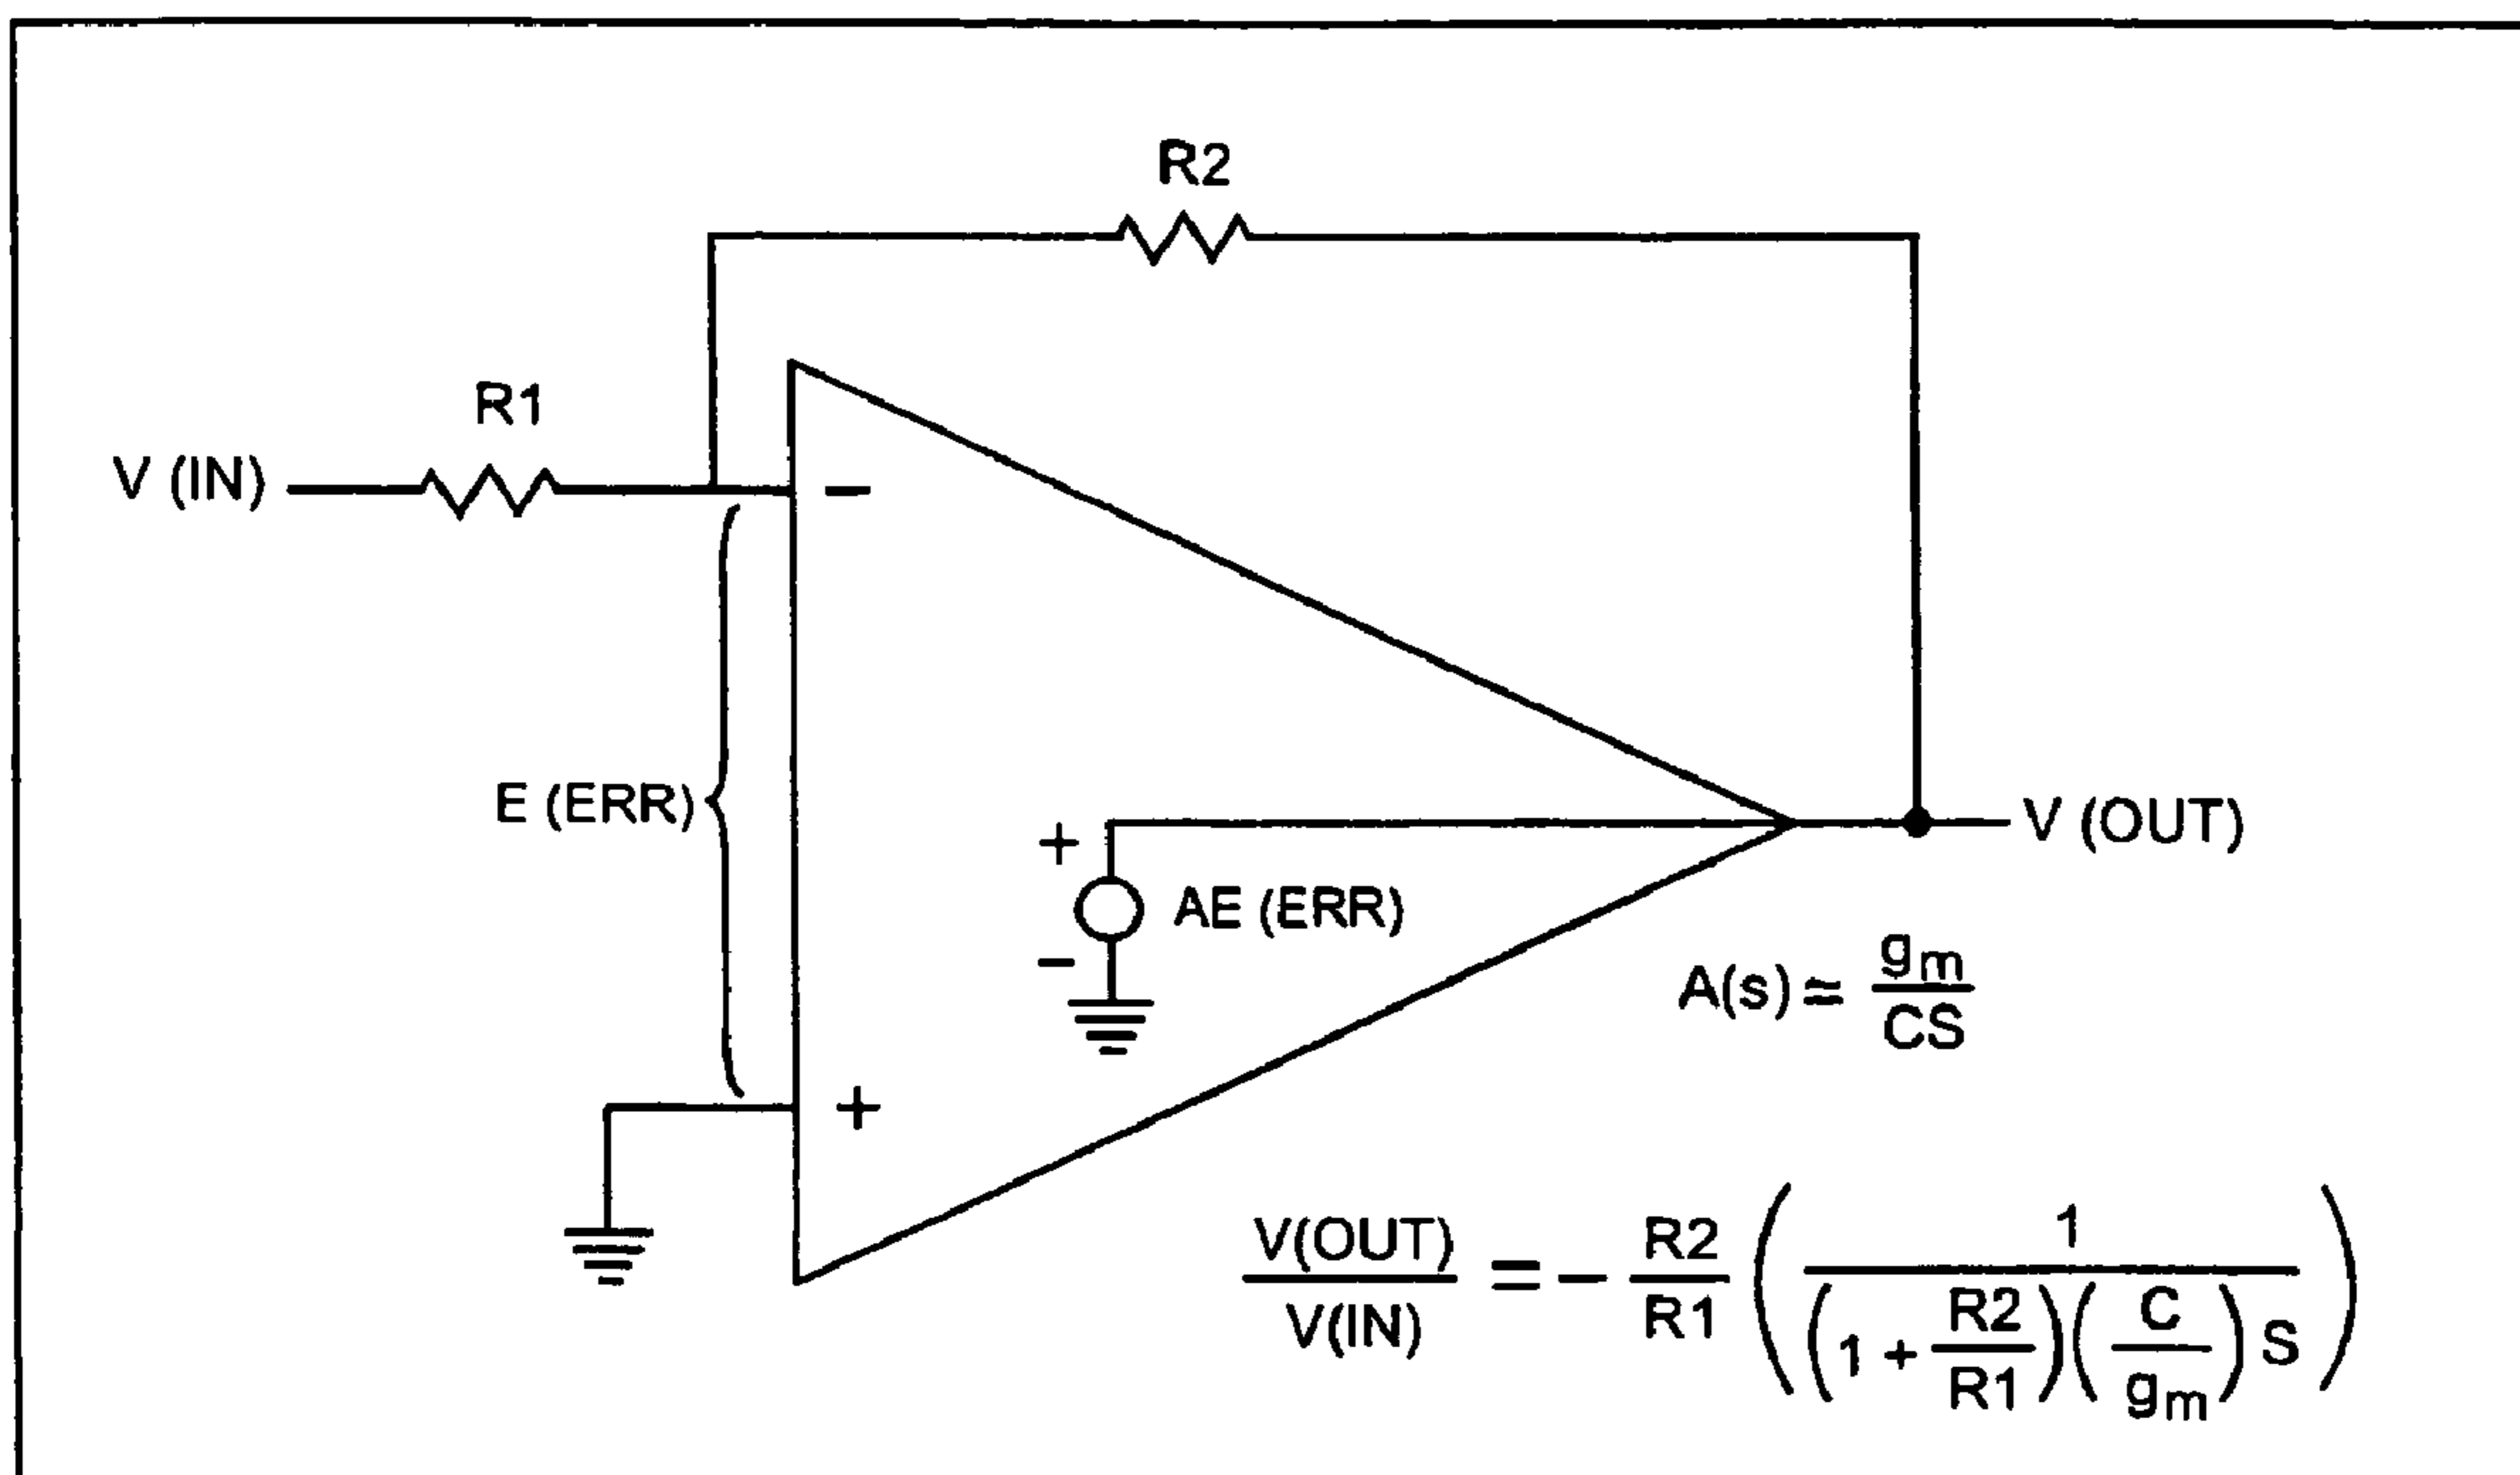 R2
R1
V (IN)
−
E (ERR)
+
AE (ERR)
−
V (OUT)
A(s) ≅ gm/CS
+
V(OUT)/V(IN) = − R2/R1 (1/((1 + R2/R1)(C/gm)S))